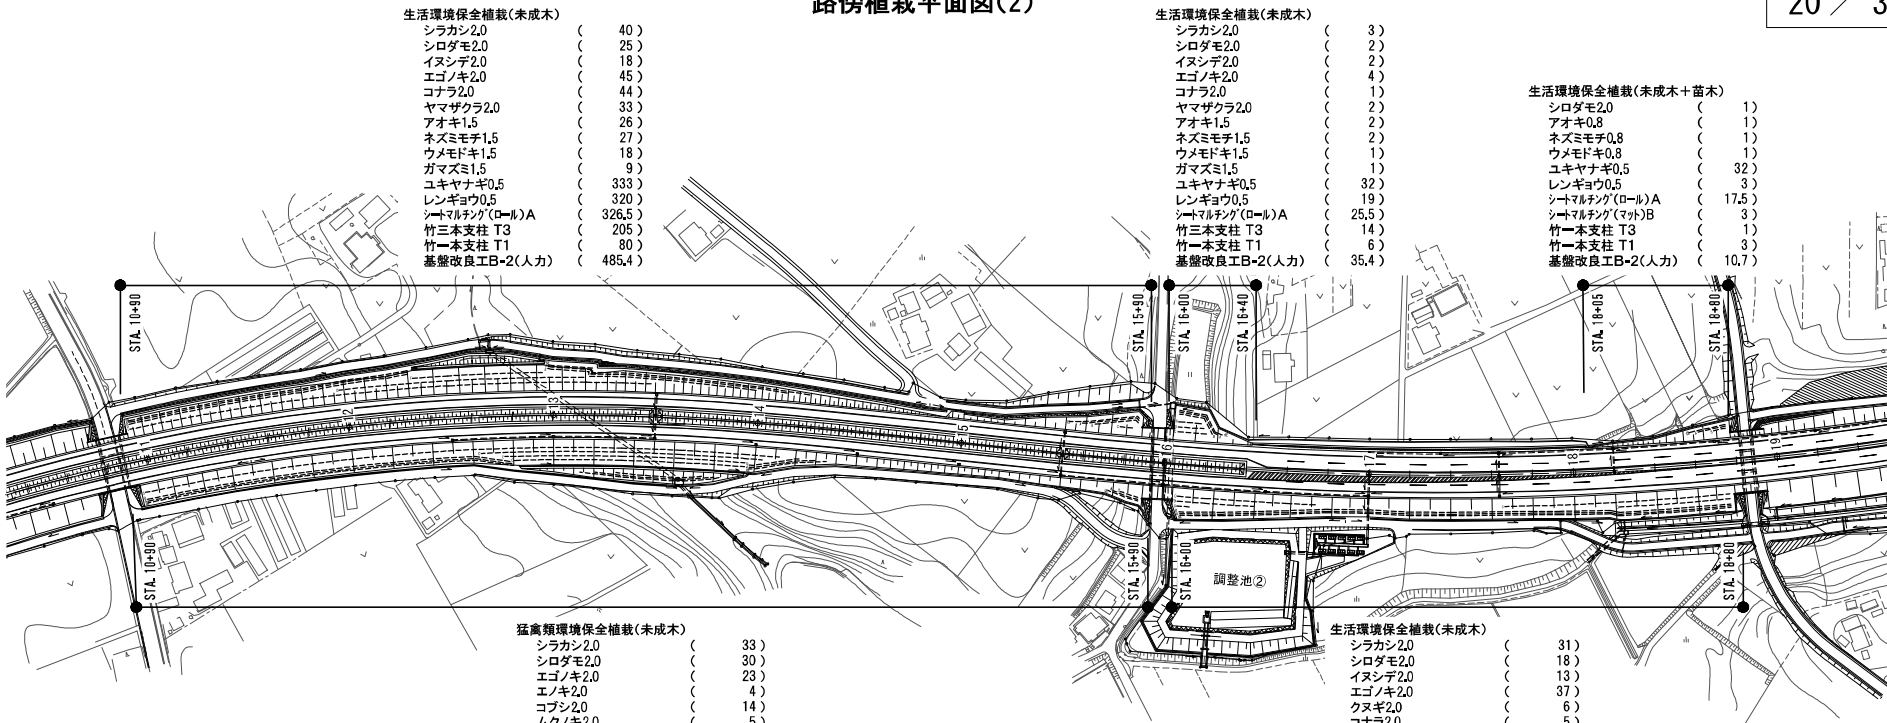 路傍植栽平面図(2)
20 ／ 3
生活環境保全植栽(未成木)
シラカシ2.0 ( 40 )
シロダモ2.0 ( 25 )
イヌシデ2.0 ( 18 )
エゴノキ2.0 ( 45 )
コナラ2.0 ( 44 )
ヤマザクラ2.0 ( 33 )
アオキ1.5 ( 26 )
ネズミモチ1.5 ( 27 )
ウメモドキ1.5 ( 18 )
ガマズミ1.5 ( 9 )
ユキヤナギ0.5 ( 333 )
レンギョウ0.5 ( 320 )
シートマルチング(ロール)A ( 326.5 )
竹三本支柱 T3 ( 205 )
竹一本支柱 T1 ( 80 )
基盤改良工B-2(人力) ( 485.4 )
生活環境保全植栽(未成木)
シラカシ2.0 ( 3 )
シロダモ2.0 ( 2 )
イヌシデ2.0 ( 2 )
エゴノキ2.0 ( 4 )
コナラ2.0 ( 1 )
ヤマザクラ2.0 ( 2 )
アオキ1.5 ( 2 )
ネズミモチ1.5 ( 2 )
ウメモドキ1.5 ( 1 )
ガマズミ1.5 ( 1 )
ユキヤナギ0.5 ( 32 )
レンギョウ0.5 ( 19 )
シートマルチング(ロール)A ( 25.5 )
竹三本支柱 T3 ( 14 )
竹一本支柱 T1 ( 6 )
基盤改良工B-2(人力) ( 35.4 )
生活環境保全植栽(未成木＋苗木)
シロダモ2.0 ( 1 )
アオキ0.8 ( 1 )
ネズミモチ0.8 ( 1 )
ウメモドキ0.8 ( 1 )
ユキヤナギ0.5 ( 32 )
レンギョウ0.5 ( 3 )
シートマルチング(ロール)A ( 17.5 )
シートマルチング(マット)B ( 3 )
竹一本支柱 T3 ( 1 )
竹一本支柱 T1 ( 3 )
基盤改良工B-2(人力) ( 10.7 )
STA. 10+90
STA. 15+90
STA. 16+00
STA. 16+40
STA. 18+05
STA. 18+80
STA. 10+90
STA. 15+90
STA. 16+00
STA. 18+80
調整池②
猛禽類環境保全植栽(未成木)
シラカシ2.0 ( 33 )
シロダモ2.0 ( 30 )
エゴノキ2.0 ( 23 )
エノキ2.0 ( 4 )
コブシ2.0 ( 14 )
ムクノキ2.0 ( 5 )
生活環境保全植栽(未成木)
シラカシ2.0 ( 31 )
シロダモ2.0 ( 18 )
イヌシデ2.0 ( 13 )
エゴノキ2.0 ( 37 )
クヌギ2.0 ( 6 )
コナラ2.0 ( 5 )